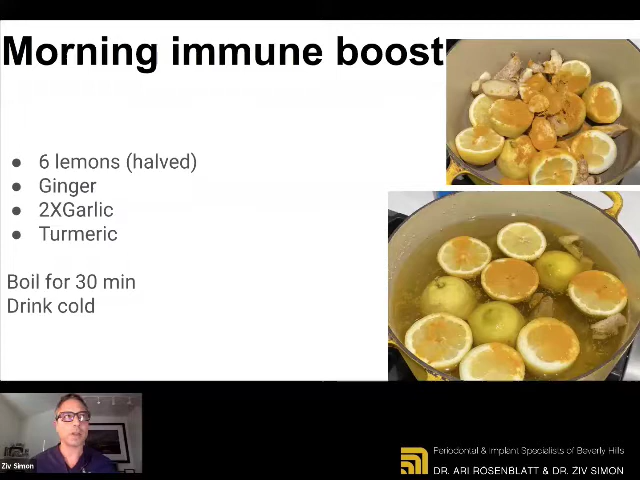 Morning immune boost
● 6 lemons (halved)
● Ginger
● 2XGarlic
● Turmeric
Boil for 30 min
Drink cold
Ziv Simon
Periodontal & Implant Specialists of Beverly Hills
DR. ARI ROSENBLATT & DR. ZIV SIMON